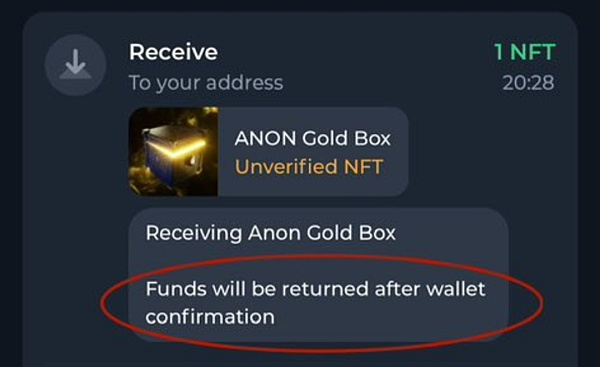 Receive
1 NFT
To your address
20:28
ANON Gold Box
Unverified NFT
Receiving Anon Gold Box
Funds will be returned after wallet
confirmation